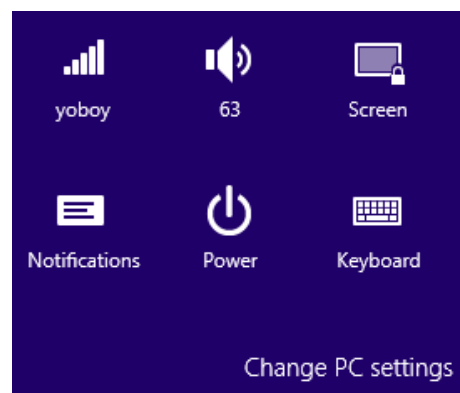 yoboy
63
Screen
Notifications
Power
Keyboard
Change PC settings